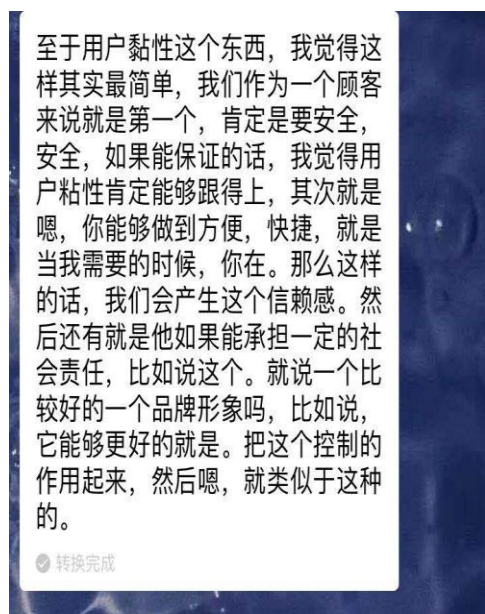 至于用户黏性这个东西，我觉得这
样其实最简单，我们作为一个顾客
来说就是第一个，肯定是要安全，
安全，如果能保证的话，我觉得用
户粘性肯定能够跟得上，其次就是
嗯，你能够做到方便，快捷，就是
当我需要的时候，你在。那么这样
的话，我们会产生这个信赖感。然
后还有就是他如果能承担一定的社
会责任，比如说这个。就说一个比
较好的一个品牌形象吗，比如说，
它能够更好的就是。把这个控制的
作用起来，然后嗯，就类似于这种
的。
转换完成